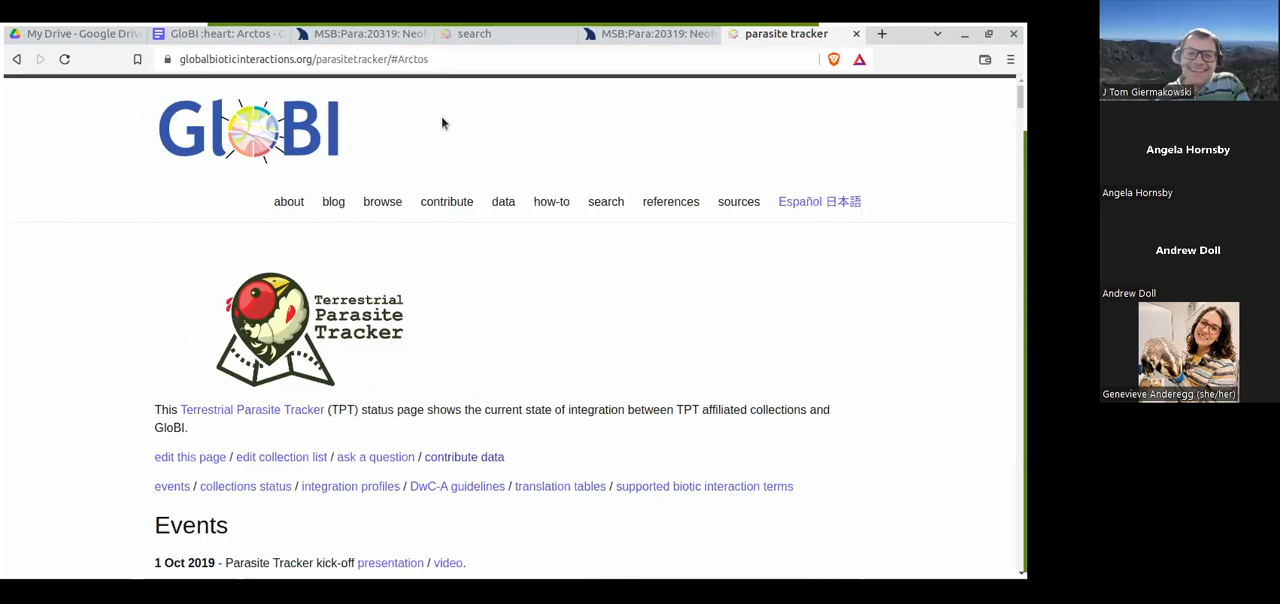 My Drive - Google Driv
GloBI :heart: Arctos - G
MSB:Para:20319: Neoh
search
MSB:Para:20319: Neoh
parasite tracker
globalbioticinteractions.org/parasitetracker/#Arctos
GloBI
about blog browse contribute data how-to search references sources Español 日本語
Terrestrial
Parasite
Tracker
This Terrestrial Parasite Tracker (TPT) status page shows the current state of integration between TPT affiliated collections and
GloBI.
edit this page / edit collection list / ask a question / contribute data
events / collections status / integration profiles / DwC-A guidelines / translation tables / supported biotic interaction terms
Events
1 Oct 2019 - Parasite Tracker kick-off presentation / video.
J Tom Giermakowski
Angela Hornsby
Angela Hornsby
Andrew Doll
Andrew Doll
Genevieve Anderegg (she/her)